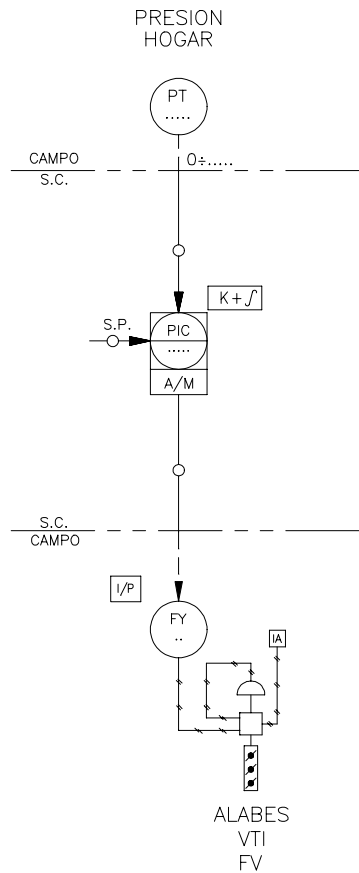 PRESION
HOGAR
PT
.....
CAMPO
0÷.....
S.C.
K+∫
S.P.
PIC
.....
A/M
S.C.
CAMPO
I/P
FY
..
IA
ALABES
VTI
FV